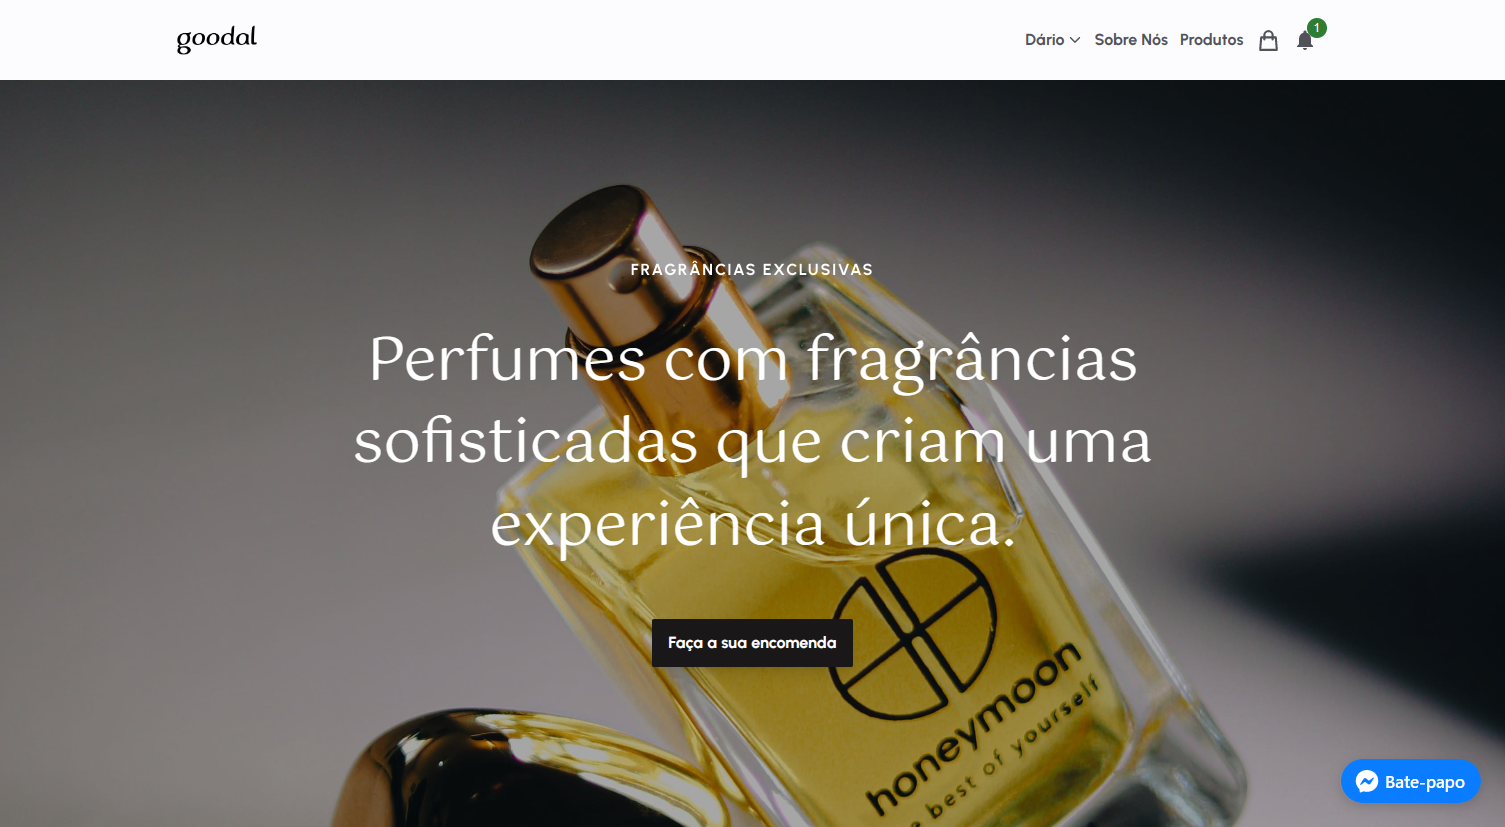 goodal
Dário
Sobre Nós
Produtos
1
FRAGRÂNCIAS EXCLUSIVAS
Perfumes com fragrâncias
sofisticadas que criam uma
experiência única.
Faça a sua encomenda
honeymoon
best of yourself
Bate-papo